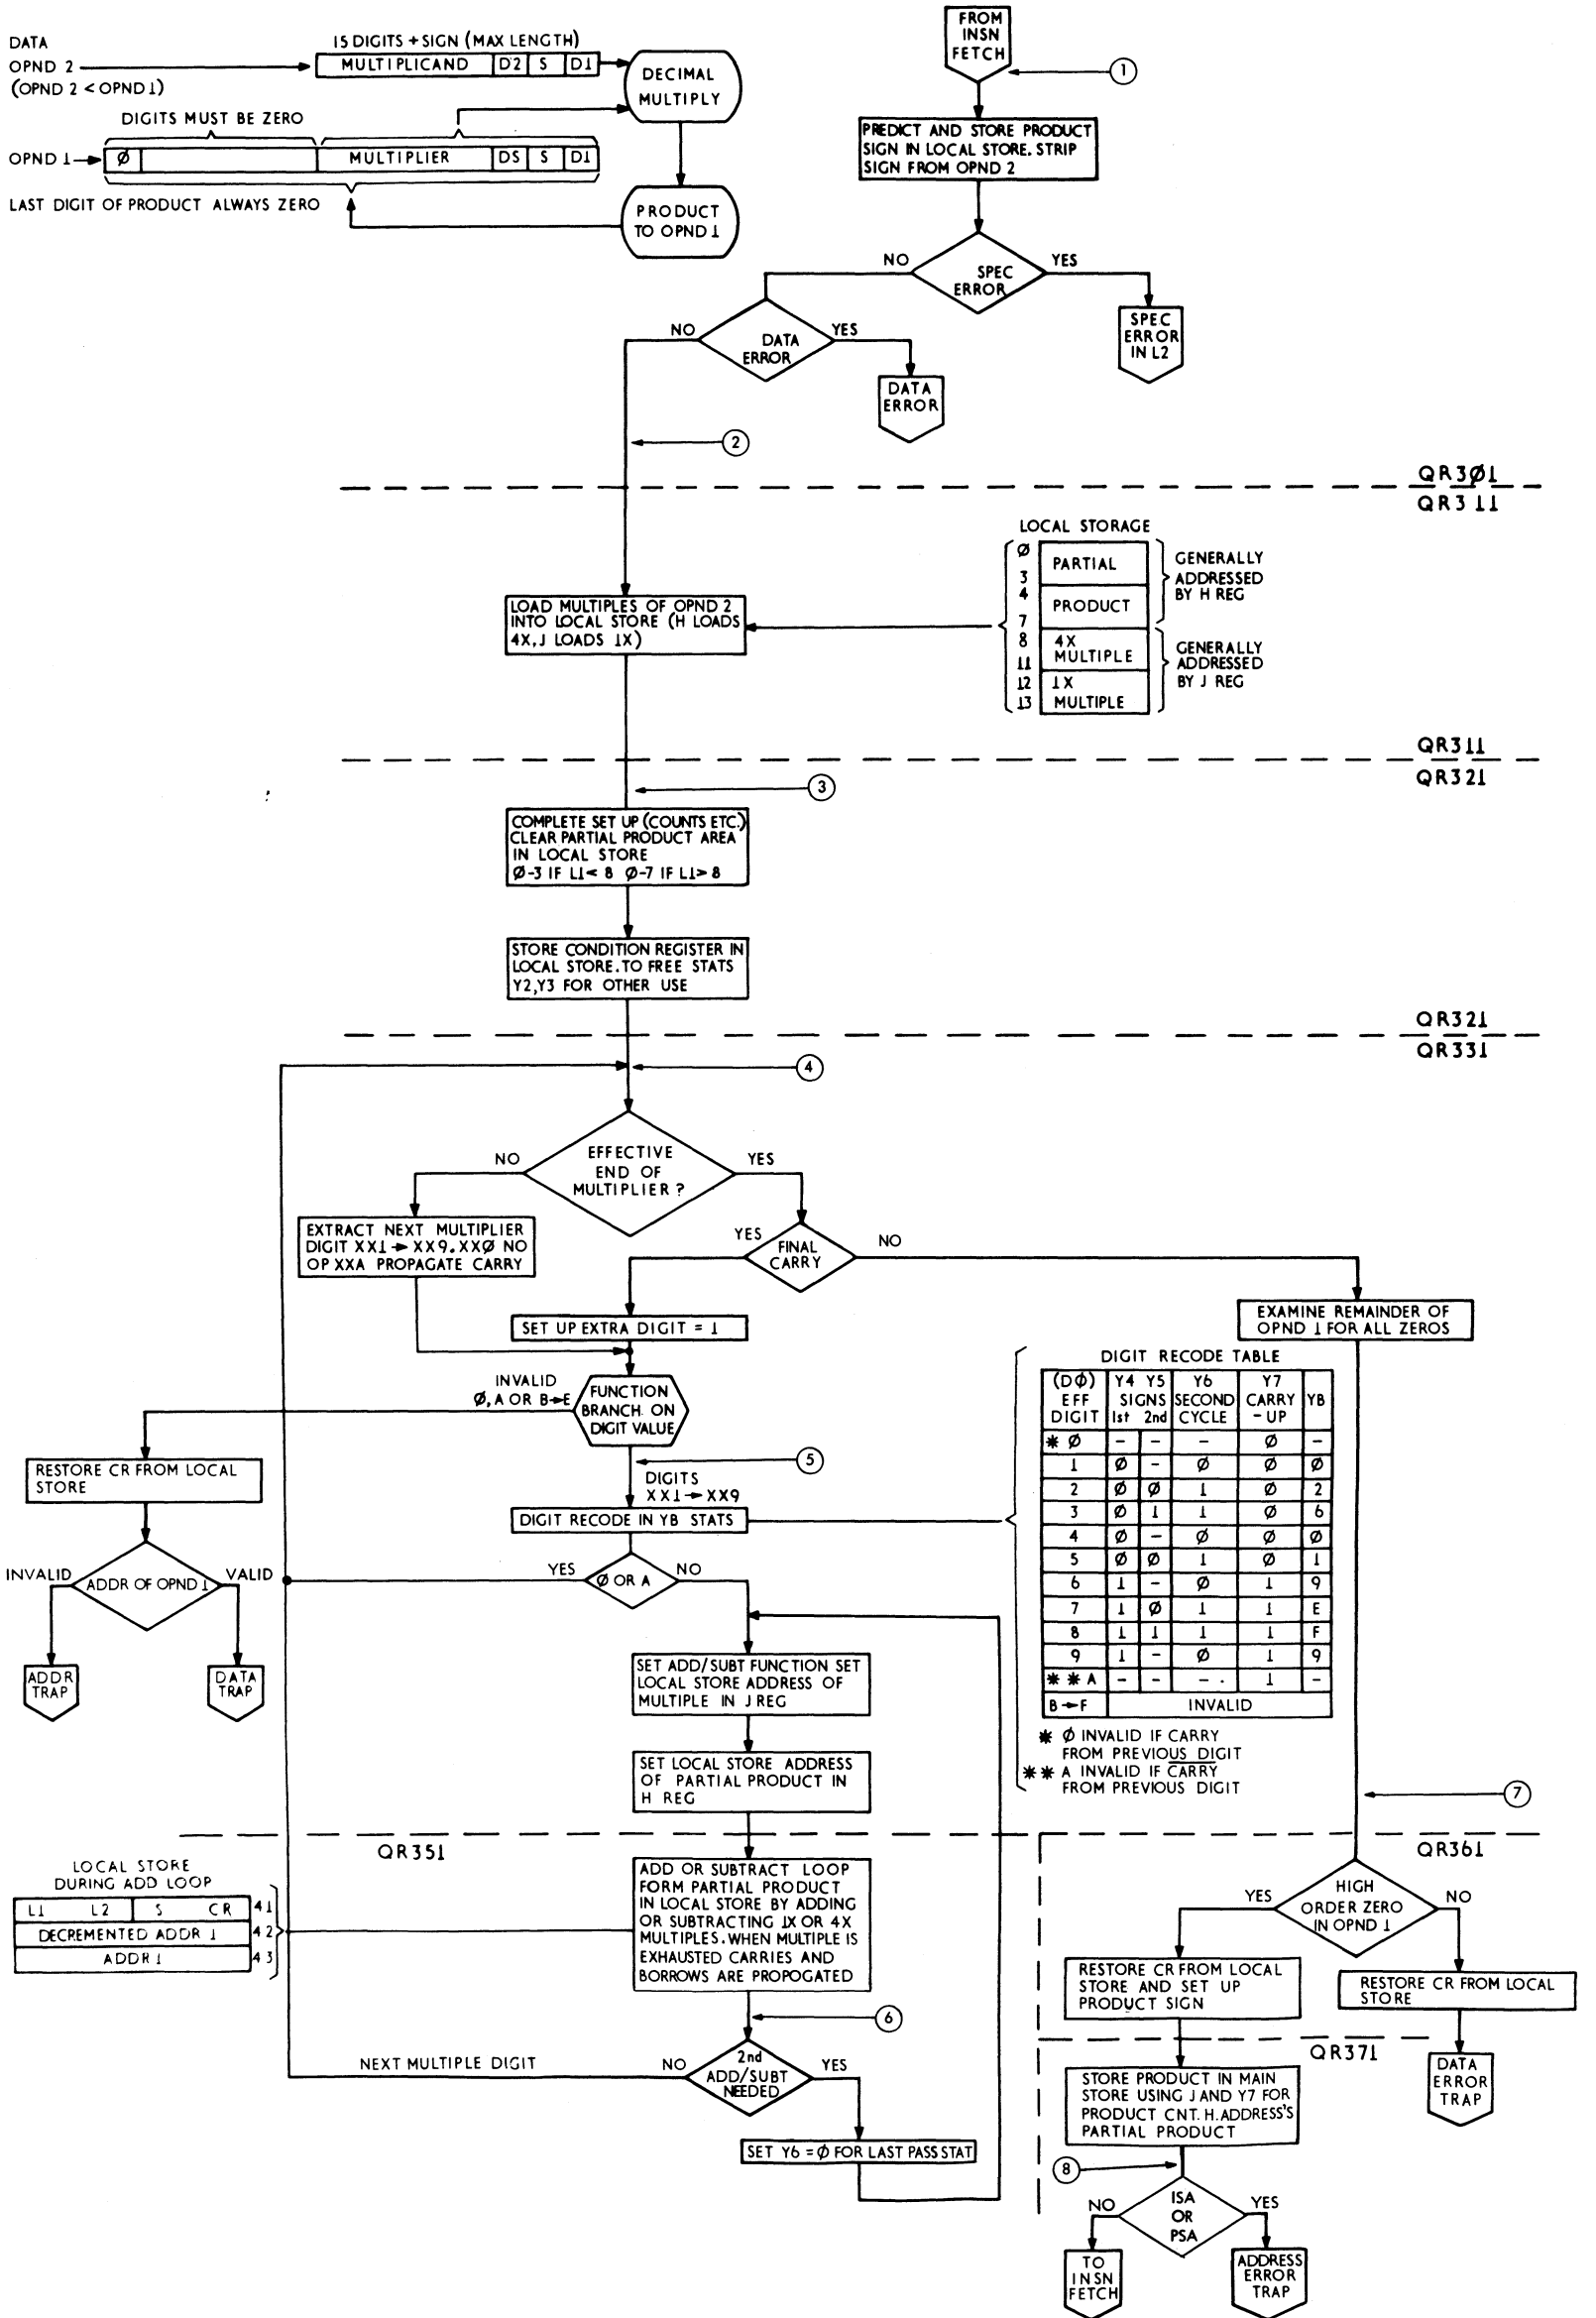 DATA
OPND 2
(OPND 2 < OPND 1)
15 DIGITS + SIGN (MAX LENGTH)
MULTIPLICAND D2 S D1
DECIMAL
MULTIPLY
DIGITS MUST BE ZERO
OPND 1
Ø MULTIPLIER DS S D1
LAST DIGIT OF PRODUCT ALWAYS ZERO
PRODUCT
TO OPND 1
FROM
INSN
FETCH
1
PREDICT AND STORE PRODUCT
SIGN IN LOCAL STORE. STRIP
SIGN FROM OPND 2
NO
SPEC
ERROR
YES
SPEC
ERROR
IN L2
NO
DATA
ERROR
YES
DATA
ERROR
2
QR3Ø1
QR311
LOCAL STORAGE
Ø
3
PARTIAL
4
7
PRODUCT
GENERALLY
ADDRESSED
BY H REG
8
11
4X
MULTIPLE
12
13
1X
MULTIPLE
GENERALLY
ADDRESSED
BY J REG
LOAD MULTIPLES OF OPND 2
INTO LOCAL STORE (H LOADS
4X, J LOADS 1X)
QR311
QR321
3
COMPLETE SET UP (COUNTS ETC.)
CLEAR PARTIAL PRODUCT AREA
IN LOCAL STORE
Ø-3 IF L1< 8 Ø-7 IF L1> 8
STORE CONDITION REGISTER IN
LOCAL STORE. TO FREE STATS
Y2,Y3 FOR OTHER USE
QR321
QR331
4
NO
EFFECTIVE
END OF
MULTIPLIER ?
YES
EXTRACT NEXT MULTIPLIER
DIGIT XX1→XX9. XXØ NO
OP XXA PROPAGATE CARRY
YES
FINAL
CARRY
NO
SET UP EXTRA DIGIT = 1
EXAMINE REMAINDER OF
OPND 1 FOR ALL ZEROS
INVALID
Ø, A OR B→E
FUNCTION
BRANCH ON
DIGIT VALUE
5
DIGITS
XX1→XX9
DIGIT RECODE IN YB STATS
RESTORE CR FROM LOCAL
STORE
INVALID
ADDR OF OPND 1
VALID
ADDR
TRAP
DATA
TRAP
YES
Ø OR A
NO
DIGIT RECODE TABLE
(DØ) Y4 Y5 Y6 Y7
EFF SIGNS SECOND CARRY YB
DIGIT 1st 2nd CYCLE - UP
* Ø - - - Ø -
1 Ø - Ø Ø Ø
2 Ø Ø 1 Ø 2
3 Ø 1 1 Ø 6
4 Ø - Ø Ø Ø
5 Ø Ø 1 Ø 1
6 1 - Ø 1 9
7 1 Ø 1 1 E
8 1 1 1 1 F
9 1 - Ø 1 9
* * A - - - . 1 -
B→F INVALID
* Ø INVALID IF CARRY
FROM PREVIOUS DIGIT
* * A INVALID IF CARRY
FROM PREVIOUS DIGIT
SET ADD/SUBT FUNCTION SET
LOCAL STORE ADDRESS OF
MULTIPLE IN J REG
SET LOCAL STORE ADDRESS
OF PARTIAL PRODUCT IN
H REG
7
QR351
QR361
LOCAL STORE
DURING ADD LOOP
L1 L2 S CR 41
DECREMENTED ADDR 1 42
ADDR 1 43
ADD OR SUBTRACT LOOP
FORM PARTIAL PRODUCT
IN LOCAL STORE BY ADDING
OR SUBTRACTING 1X OR 4X
MULTIPLES. WHEN MULTIPLE IS
EXHAUSTED CARRIES AND
BORROWS ARE PROPOGATED
YES
HIGH
ORDER ZERO
IN OPND 1
NO
RESTORE CR FROM LOCAL
STORE AND SET UP
PRODUCT SIGN
RESTORE CR FROM LOCAL
STORE
6
NEXT MULTIPLE DIGIT
NO
2nd
ADD/SUBT
NEEDED
YES
SET Y6 = Ø FOR LAST PASS STAT
QR371
STORE PRODUCT IN MAIN
STORE USING J AND Y7 FOR
PRODUCT CNT. H. ADDRESS'S
PARTIAL PRODUCT
DATA
ERROR
TRAP
8
NO
ISA
OR
PSA
YES
TO
INSN
FETCH
ADDRESS
ERROR
TRAP